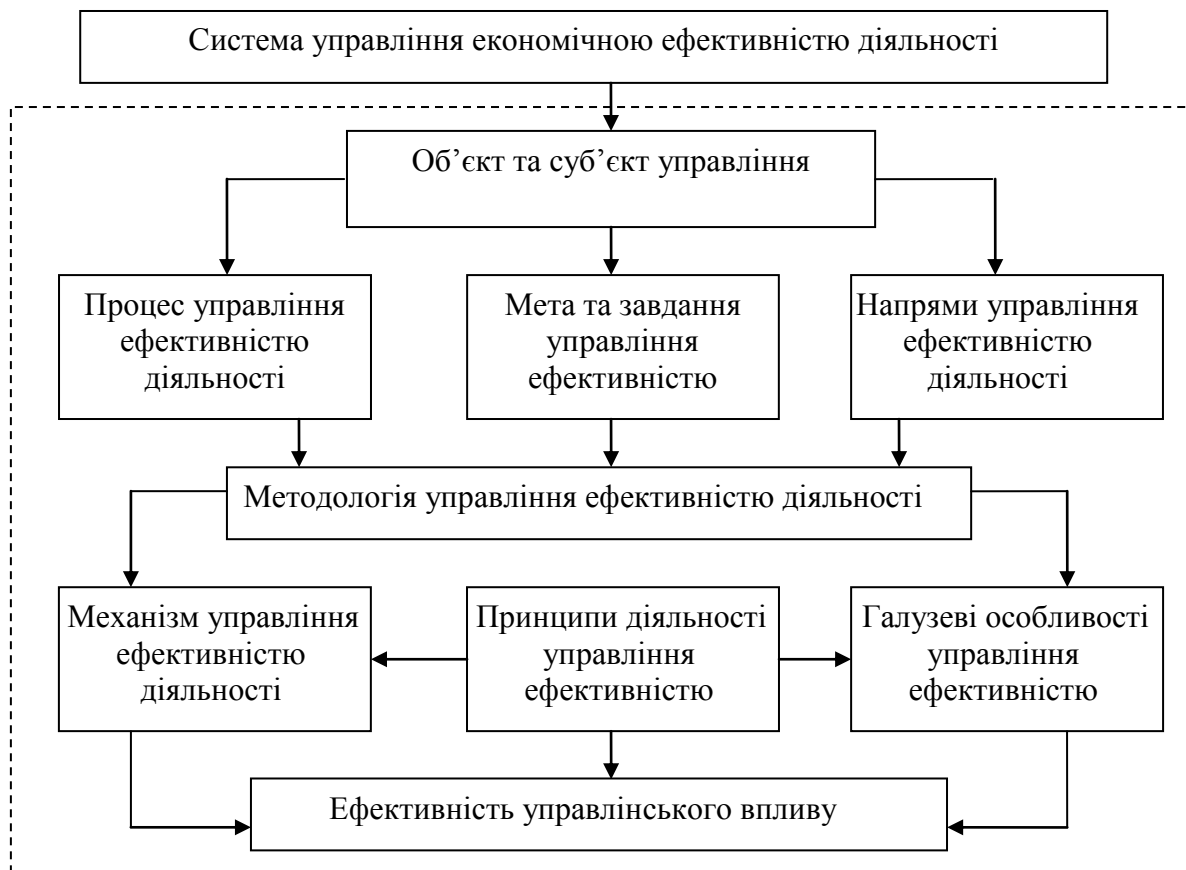 Система управління економічною ефективністю діяльності
Об’єкт та суб’єкт управління
Процес управління
ефективністю
діяльності
Мета та завдання
управління
ефективністю
Напрями управління
ефективністю
діяльності
Методологія управління ефективністю діяльності
Механізм управління
ефективністю
діяльності
Принципи діяльності
управління
ефективністю
Галузеві особливості
управління
ефективністю
Ефективність управлінського впливу